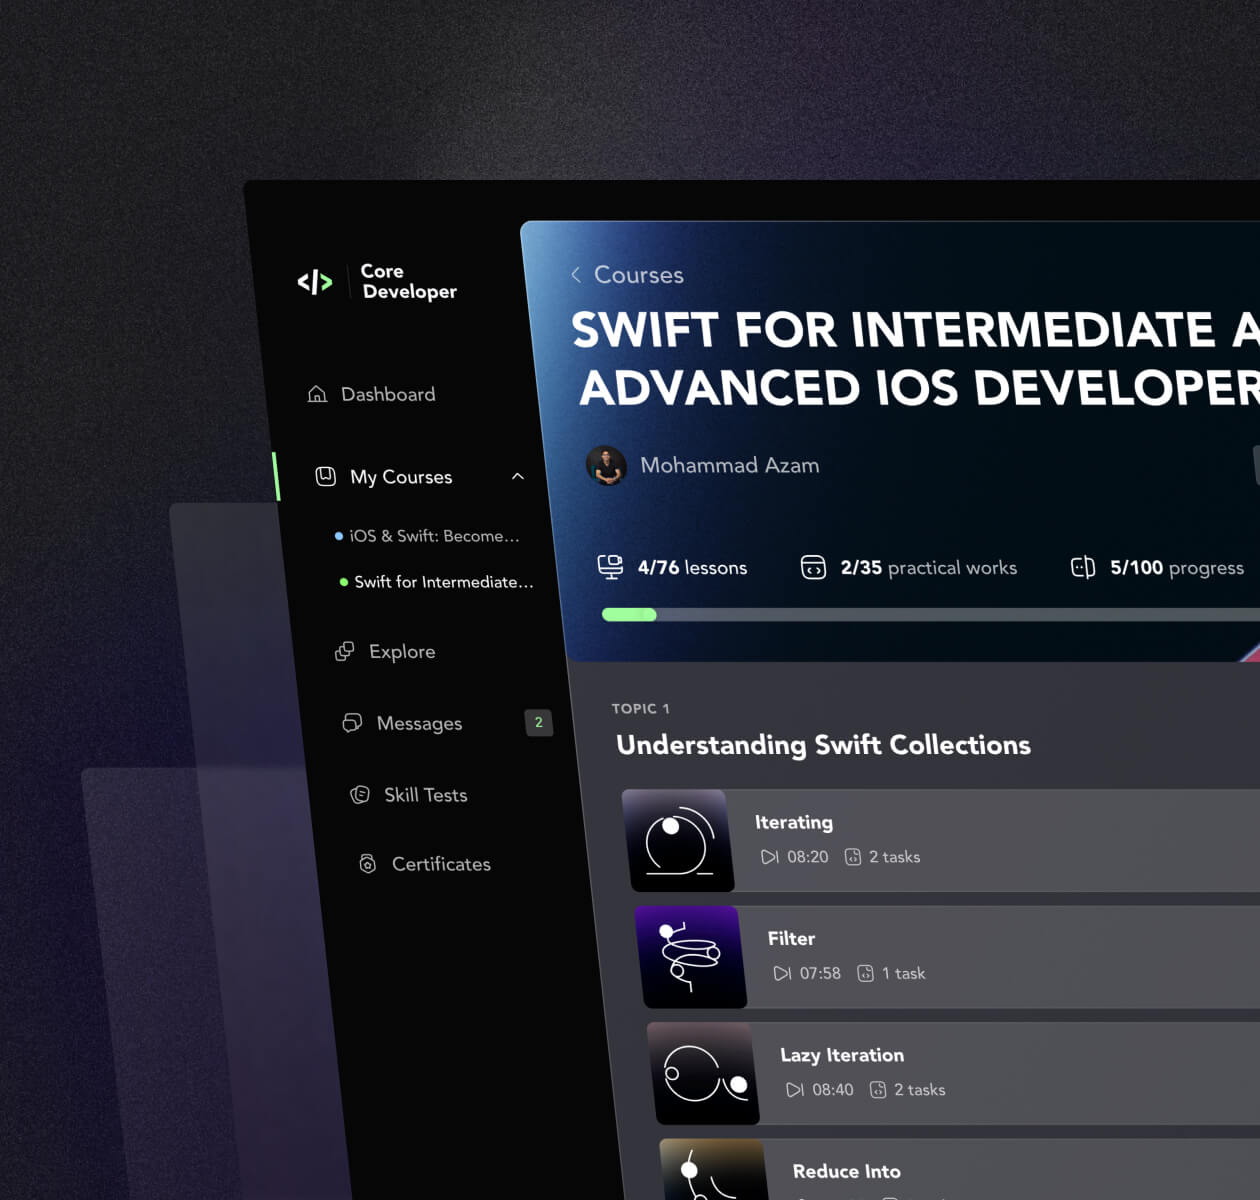 Core
Developer
Dashboard
My Courses
iOS & Swift: Become...
Swift for Intermediate...
Explore
Messages
2
Skill Tests
Certificates
Courses
SWIFT FOR INTERMEDIATE A
ADVANCED IOS DEVELOPER
Mohammad Azam
4/76 lessons
2/35 practical works
5/100 progress
TOPIC 1
Understanding Swift Collections
Iterating
08:20 2 tasks
Filter
07:58 1 task
Lazy Iteration
08:40 2 tasks
Reduce Into